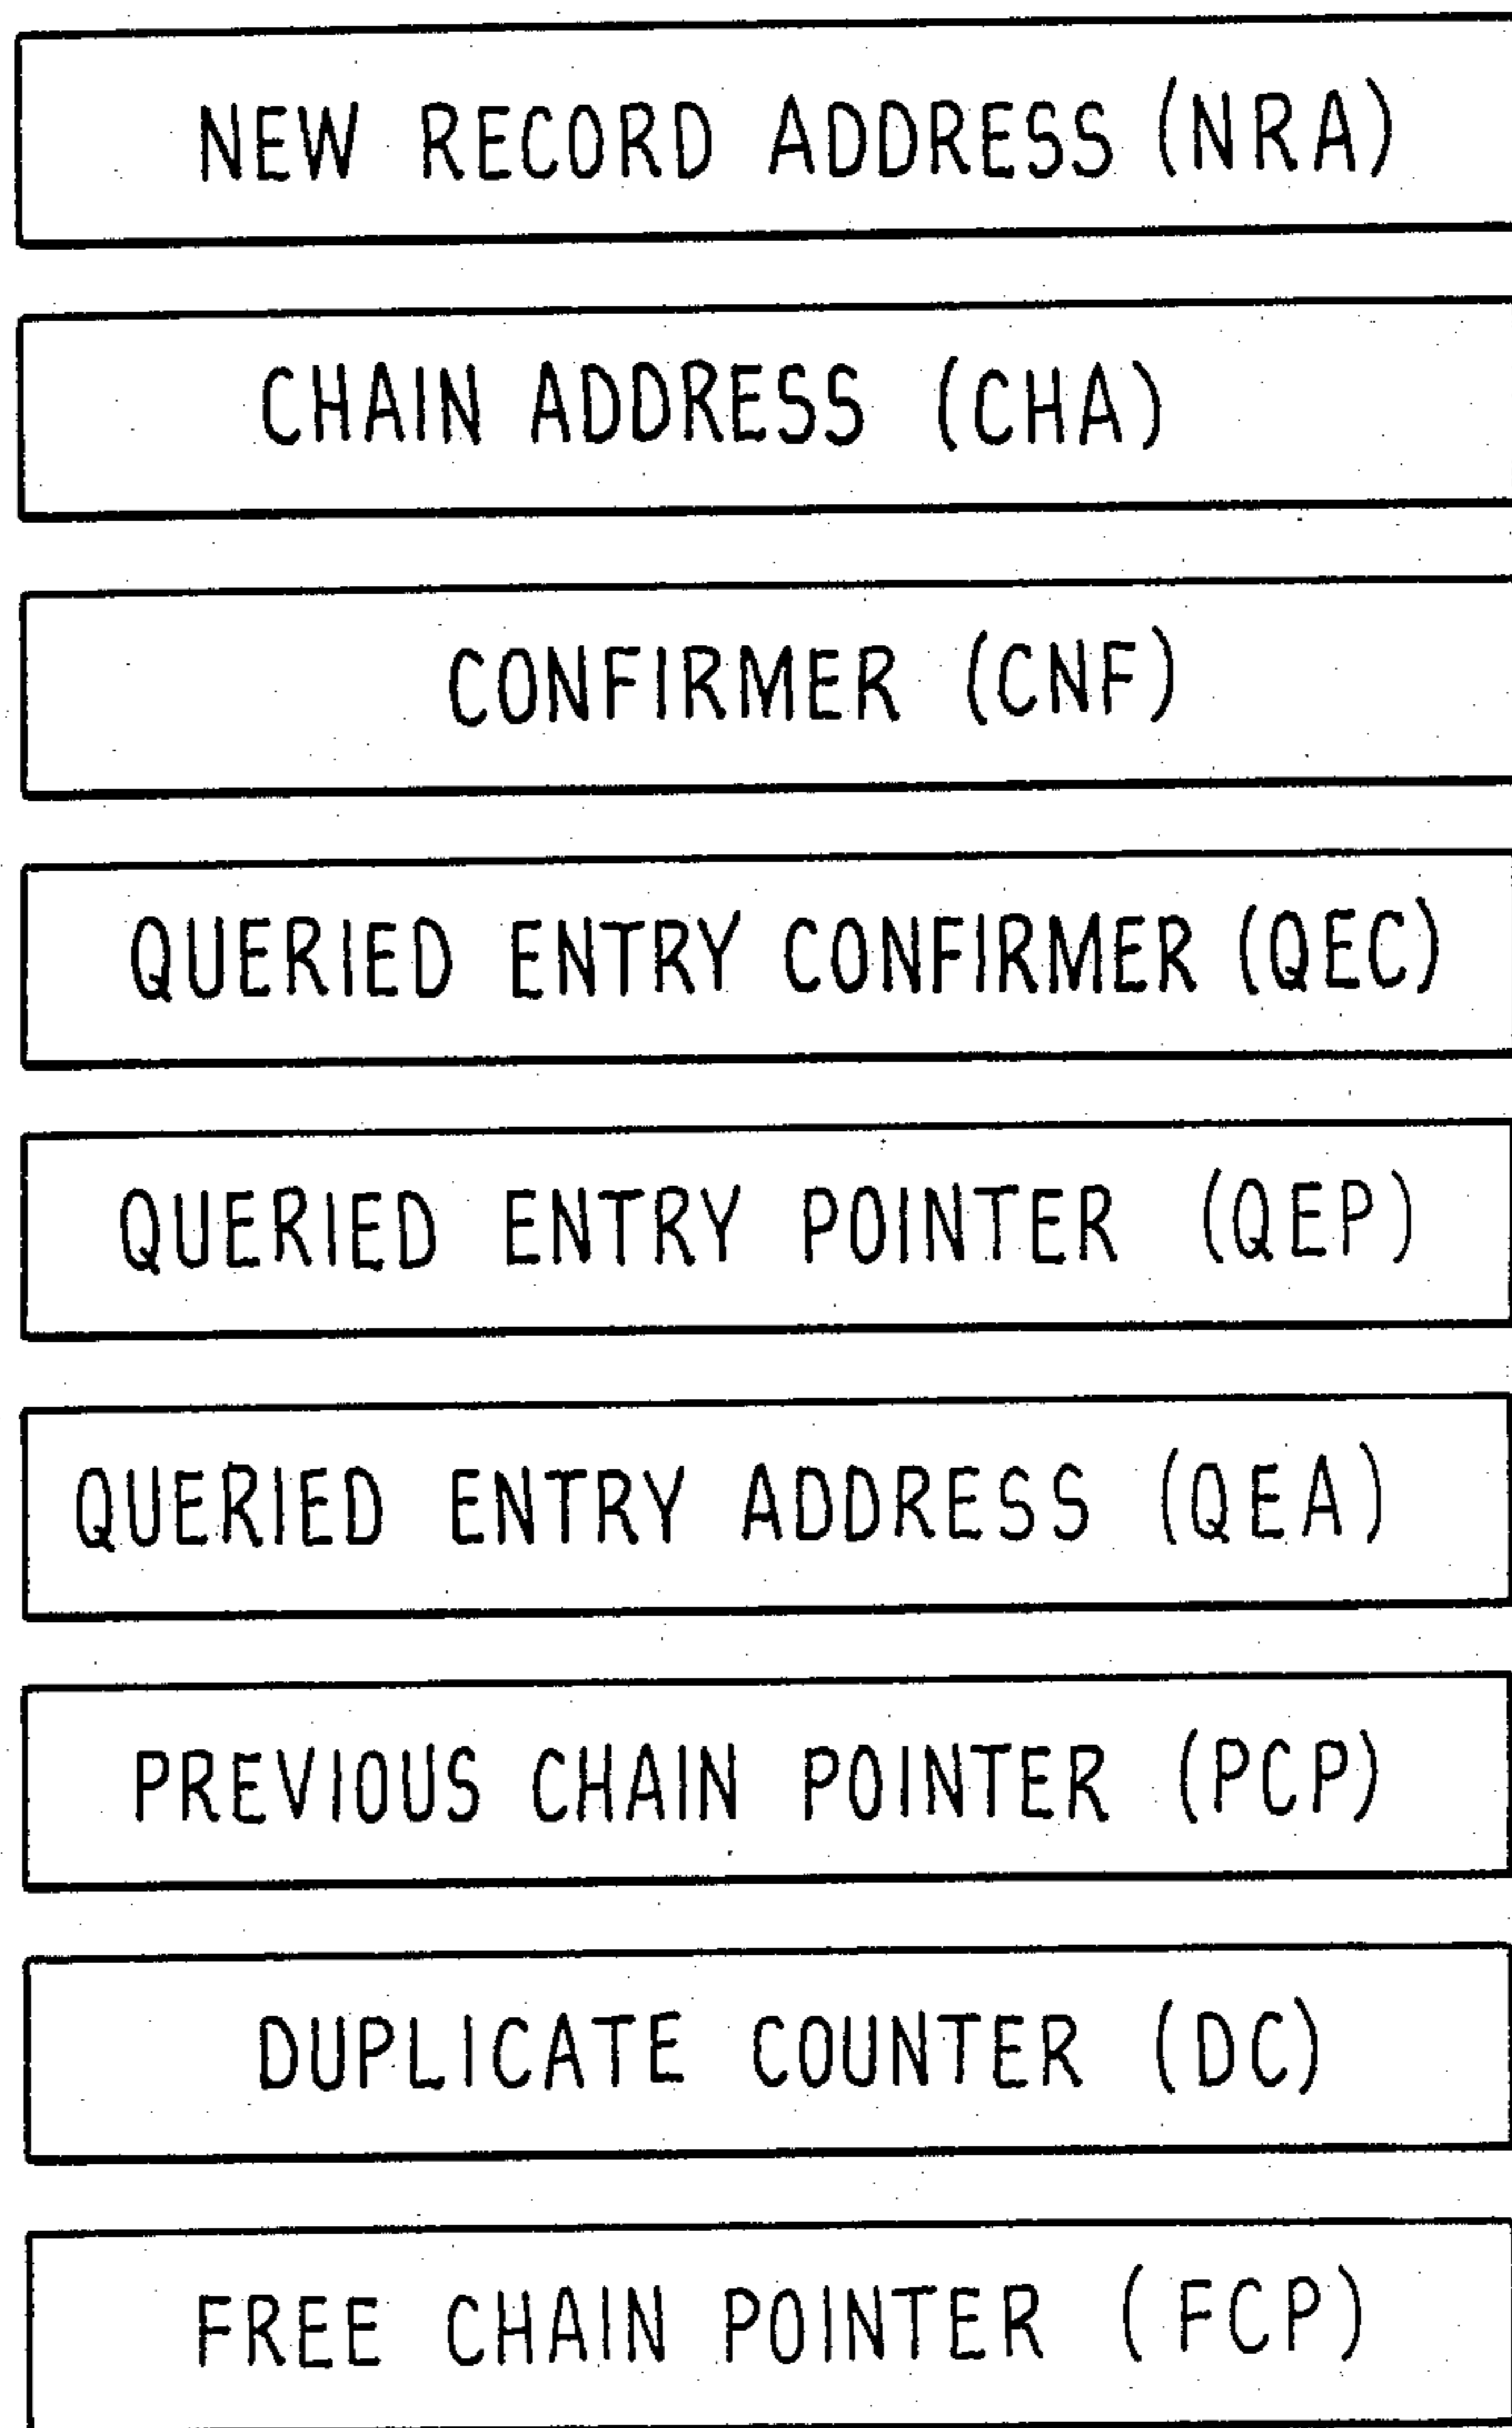 NEW RECORD ADDRESS (NRA)
CHAIN ADDRESS (CHA)
CONFIRMER (CNF)
QUERIED ENTRY CONFIRMER (QEC)
QUERIED ENTRY POINTER (QEP)
QUERIED ENTRY ADDRESS (QEA)
PREVIOUS CHAIN POINTER (PCP)
DUPLICATE COUNTER (DC)
FREE CHAIN POINTER (FCP)